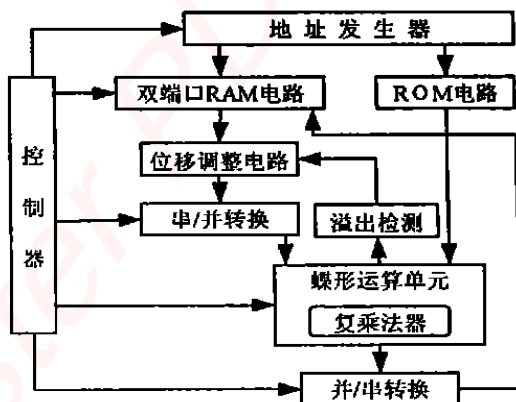 地址发生器
双端口RAM电路
ROM电路
控制器
位移调整电路
串/并转换
溢出检测
蝶形运算单元
复乘法器
并/串转换